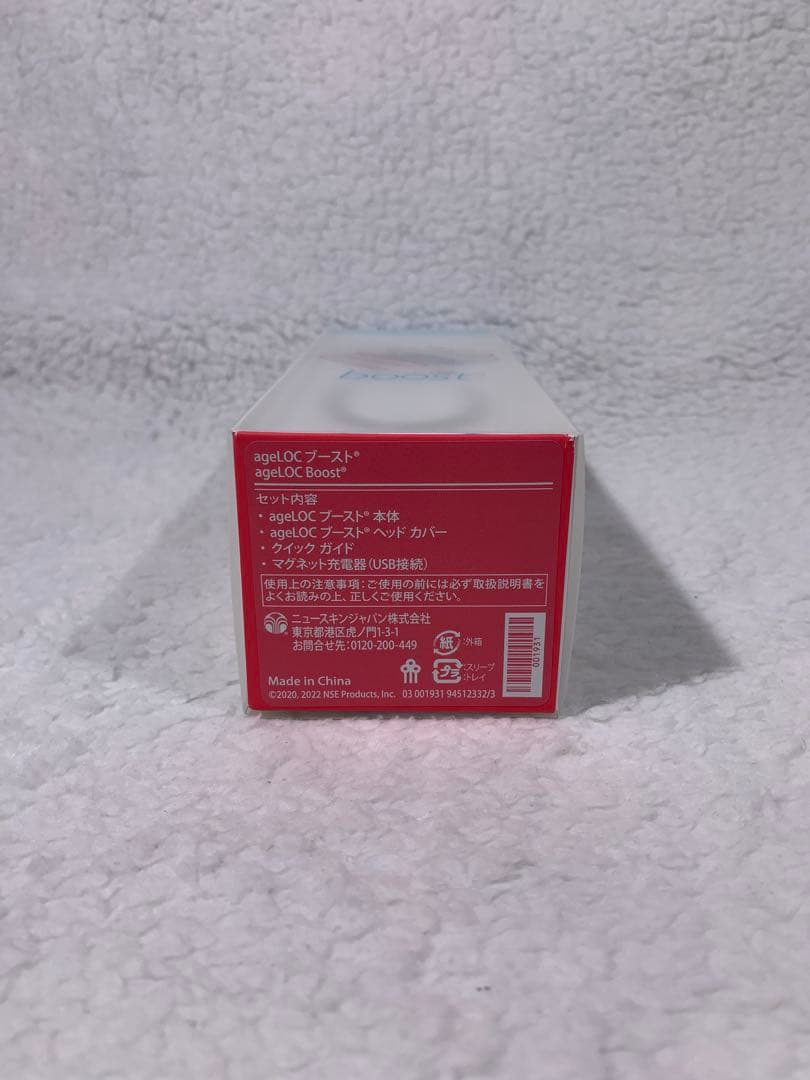 boost
ageLOC ブースト®
ageLOC Boost®
セット内容
・ageLOC ブースト® 本体
・ageLOC ブースト® ヘッド カバー
・クイック ガイド
・マグネット充電器（USB接続）
使用上の注意事項：ご使用の前には必ず取扱説明書を
よくお読みの上、正しくご使用ください。
ニュースキンジャパン株式会社
東京都港区虎ノ門1-3-1
お問合せ先：0120-200-449
紙 ：外箱
プラ ：スリーブ
：トレイ
001931
Made in China
©2020, 2022 NSE Products, Inc. 03 001931 94512332/3